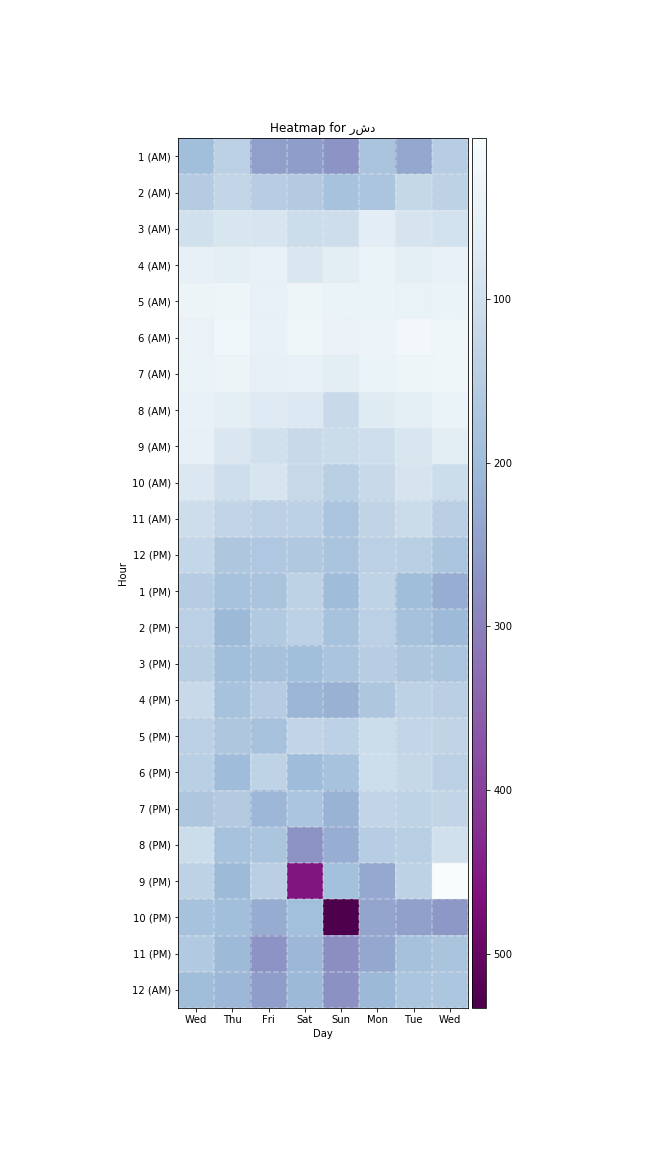 Heatmap for دشر
1 (AM)
2 (AM)
3 (AM)
4 (AM)
5 (AM)
6 (AM)
7 (AM)
8 (AM)
9 (AM)
10 (AM)
11 (AM)
12 (PM)
1 (PM)
2 (PM)
3 (PM)
4 (PM)
5 (PM)
6 (PM)
7 (PM)
8 (PM)
9 (PM)
10 (PM)
11 (PM)
12 (AM)
Hour
Wed Thu Fri Sat Sun Mon Tue Wed
Day
100
200
300
400
500